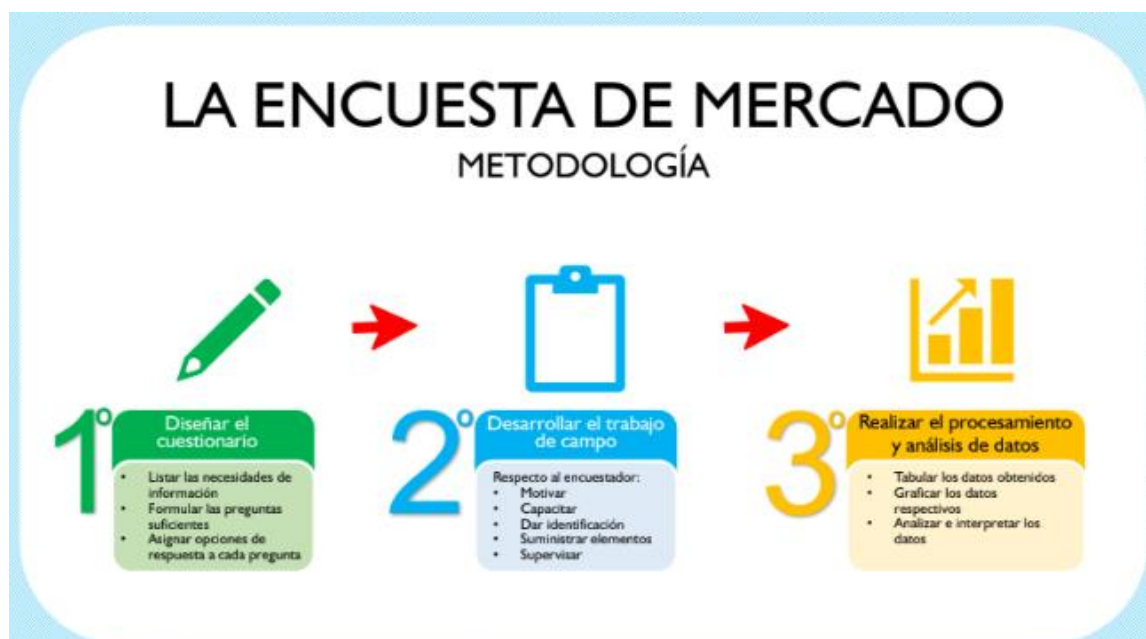 LA ENCUESTA DE MERCADO
METODOLOGÍA
1º
Diseñar el
cuestionario
• Listar las necesidades de
información
• Formular las preguntas
suficientes
• Asignar opciones de
respuesta a cada pregunta
2º
Desarrollar el trabajo
de campo
Respecto al encuestador:
• Motivar
• Capacitar
• Dar identificación
• Suministrar elementos
• Supervisar
3º
Realizar el procesamiento
y análisis de datos
• Tabular los datos obtenidos
• Graficar los datos
respectivos
• Analizar e interpretar los
datos